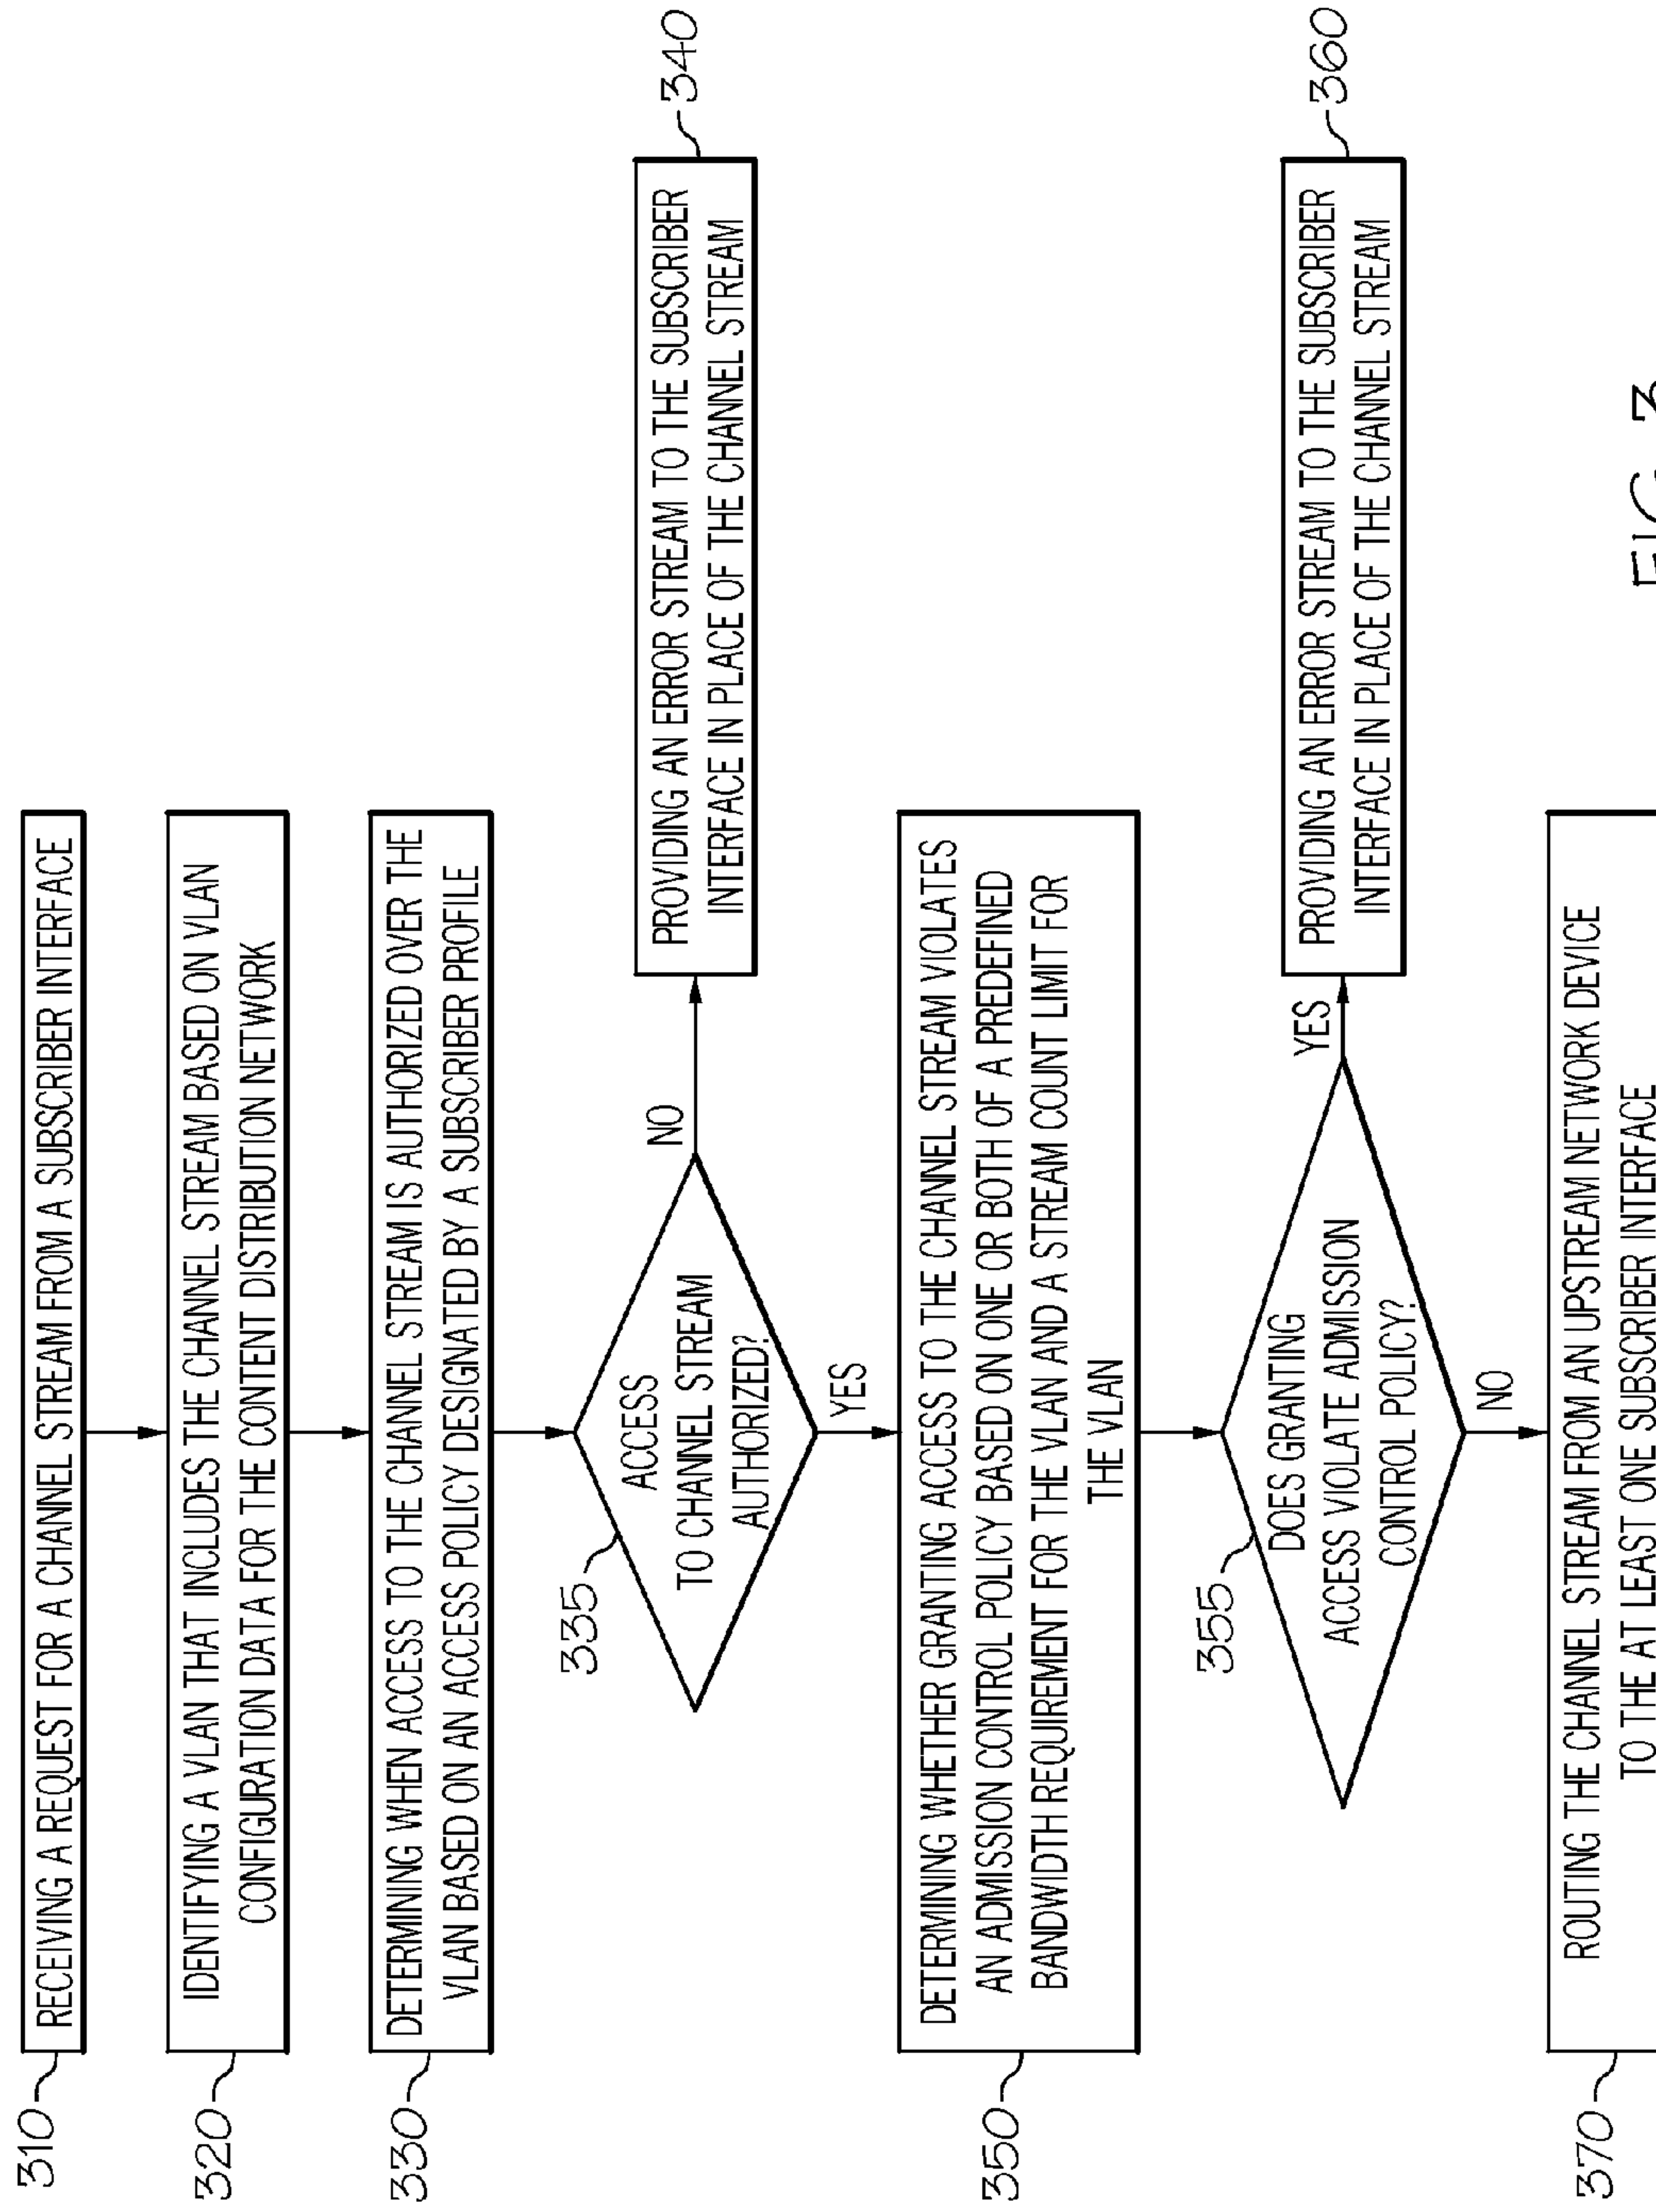 310
RECEIVING A REQUEST FOR A CHANNEL STREAM FROM A SUBSCRIBER INTERFACE
320
IDENTIFYING A VLAN THAT INCLUDES THE CHANNEL STREAM BASED ON VLAN
CONFIGURATION DATA FOR THE CONTENT DISTRIBUTION NETWORK
330
DETERMINING WHEN ACCESS TO THE CHANNEL STREAM IS AUTHORIZED OVER THE
VLAN BASED ON AN ACCESS POLICY DESIGNATED BY A SUBSCRIBER PROFILE
335
ACCESS
TO CHANNEL STREAM
AUTHORIZED?
NO
340
PROVIDING AN ERROR STREAM TO THE SUBSCRIBER
INTERFACE IN PLACE OF THE CHANNEL STREAM
YES
350
DETERMINING WHETHER GRANTING ACCESS TO THE CHANNEL STREAM VIOLATES
AN ADMISSION CONTROL POLICY BASED ON ONE OR BOTH OF A PREDEFINED
BANDWIDTH REQUIREMENT FOR THE VLAN AND A STREAM COUNT LIMIT FOR
THE VLAN
355
DOES GRANTING
ACCESS VIOLATE ADMISSION
CONTROL POLICY?
YES
360
PROVIDING AN ERROR STREAM TO THE SUBSCRIBER
INTERFACE IN PLACE OF THE CHANNEL STREAM
NO
370
ROUTING THE CHANNEL STREAM FROM AN UPSTREAM NETWORK DEVICE
TO THE AT LEAST ONE SUBSCRIBER INTERFACE
FIG. 3